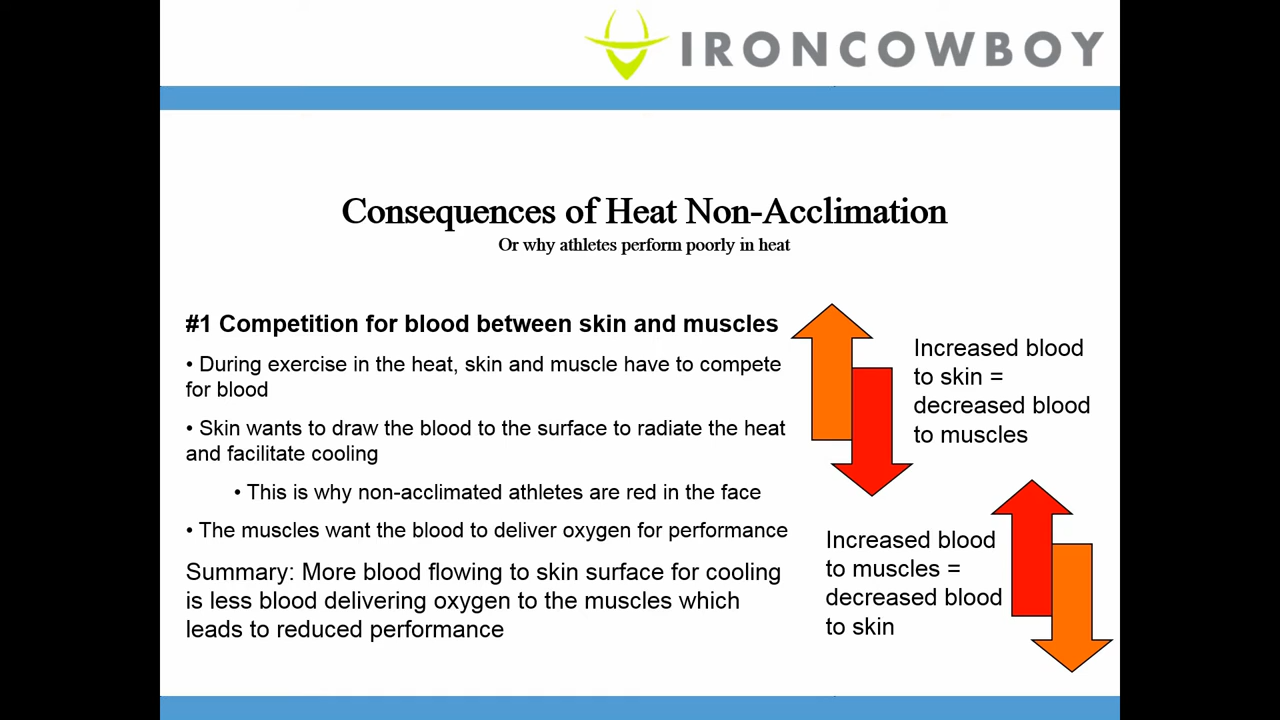 IRONCOWBOY
Consequences of Heat Non-Acclimation
Or why athletes perform poorly in heat
#1 Competition for blood between skin and muscles
• During exercise in the heat, skin and muscle have to compete
for blood
• Skin wants to draw the blood to the surface to radiate the heat
and facilitate cooling
• This is why non-acclimated athletes are red in the face
• The muscles want the blood to deliver oxygen for performance
Summary: More blood flowing to skin surface for cooling
is less blood delivering oxygen to the muscles which
leads to reduced performance
Increased blood
to skin =
decreased blood
to muscles
Increased blood
to muscles =
decreased blood
to skin